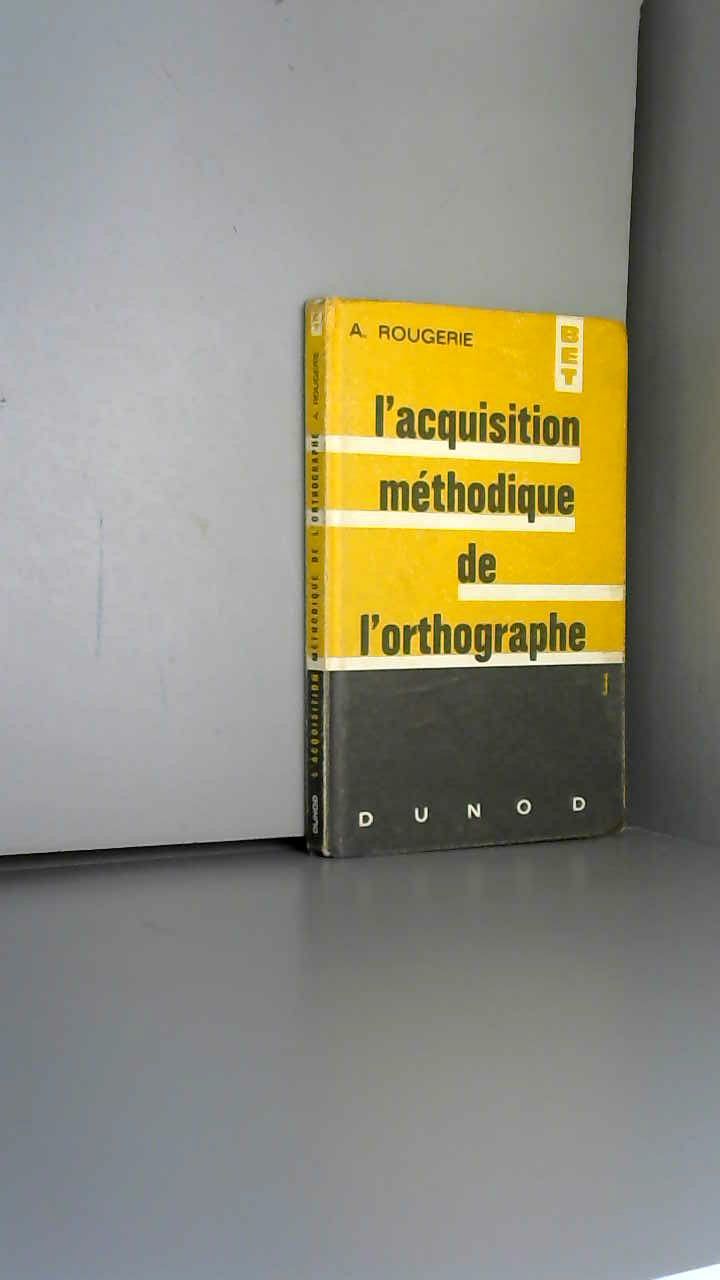 A. ROUGERIE
BET
l'acquisition
méthodique
de
l'orthographe
DUNOD
DUNOD L'ACQUISITION MÉTHODIQUE DE L'ORTHOGRAPHE A. ROUGERIE